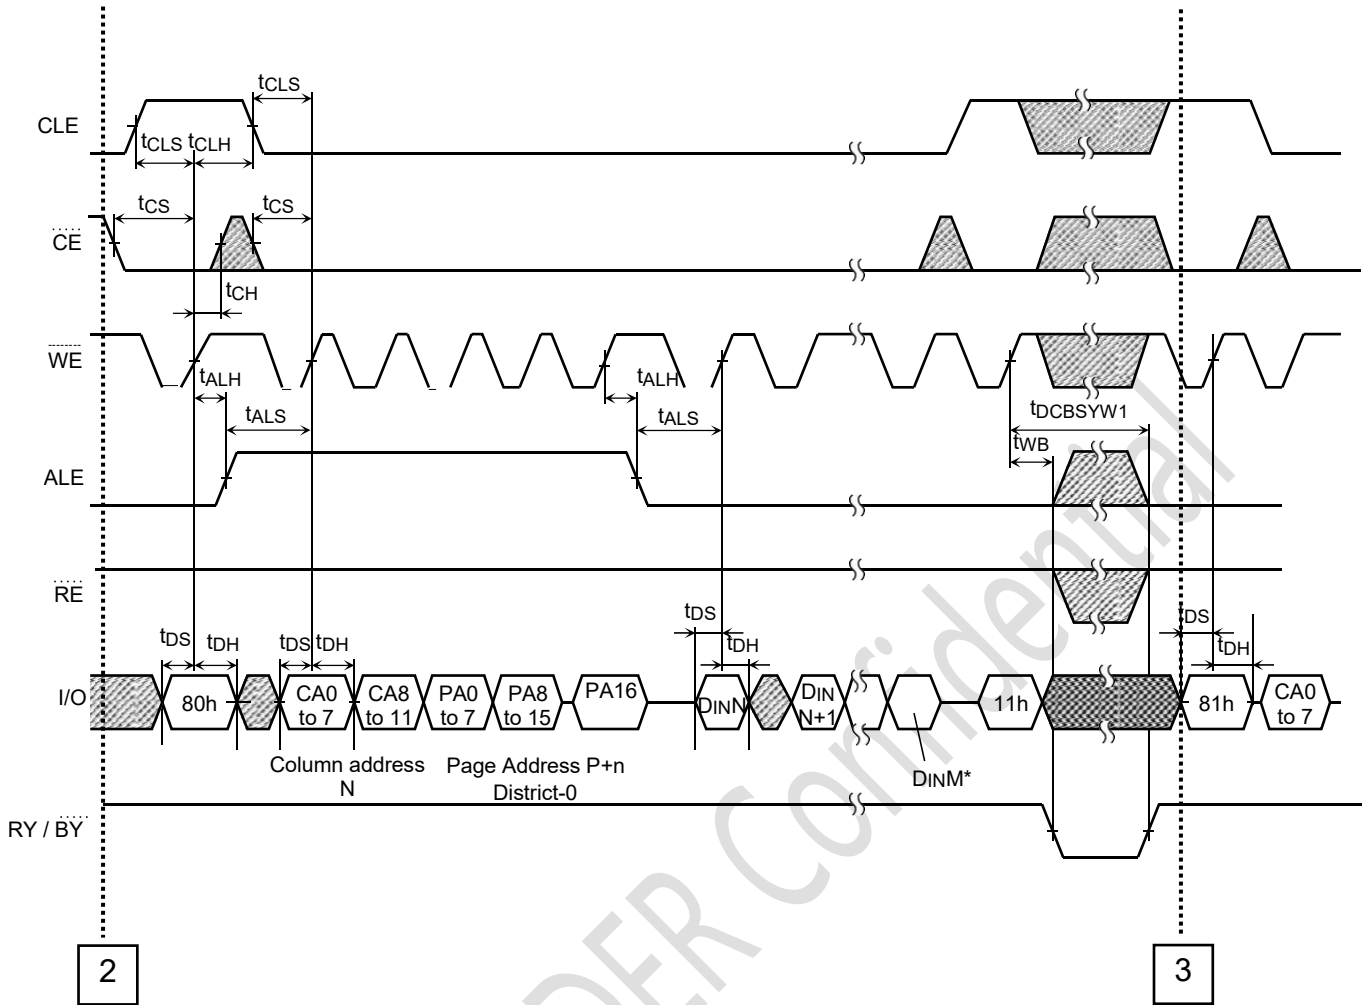 tCLS
CLE
tCLS tCLH
tCS tCS
CE
tCH
WE
tALH tALH
tALS tALS tDCBSYW1
tWB
ALE
RE
tDS tDH tDS tDH tDS tDH tDS tDH
I/O 80h CA0 to 7 CA8 to 11 PA0 to 7 PA8 to 15 PA16 DINN DIN N+1 11h 81h CA0 to 7
Column address N
Page Address P+n District-0
DINM*
RY / BY
2 3
DER Confidential